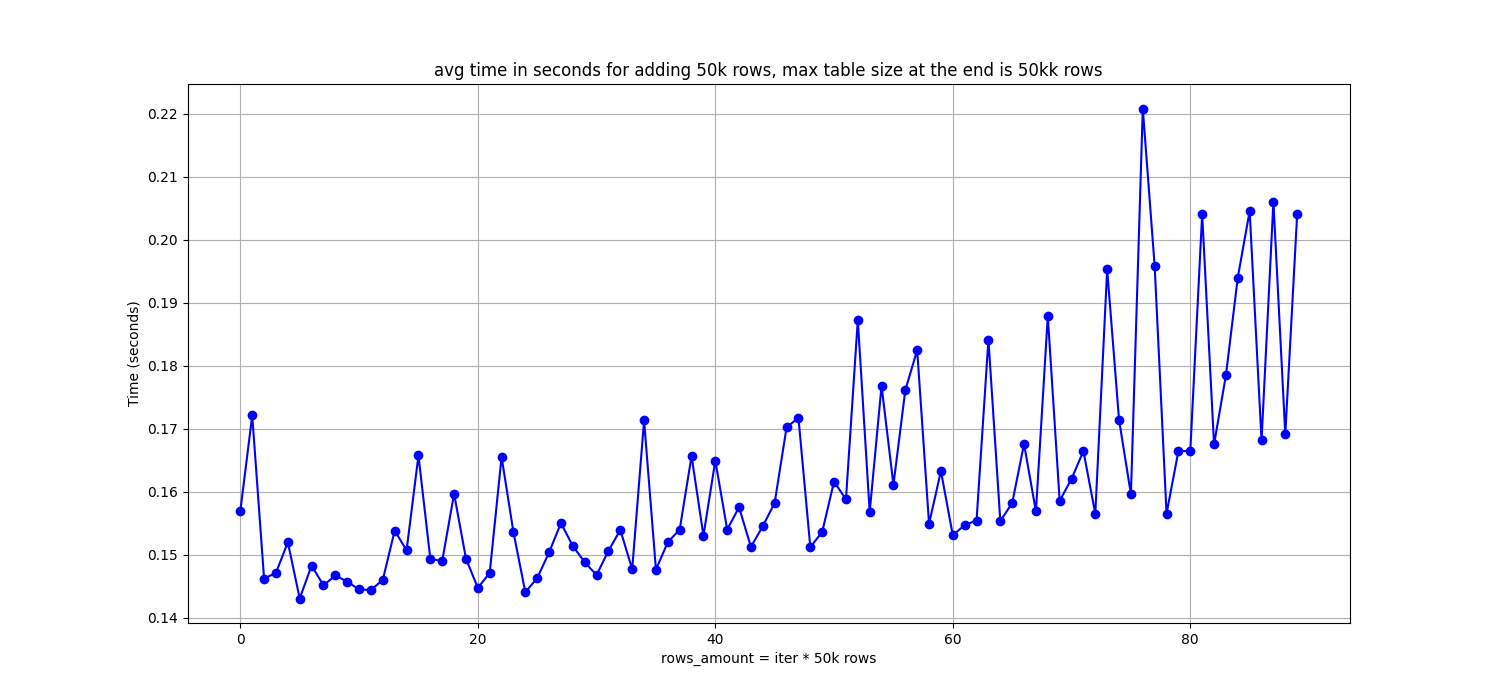 avg time in seconds for adding 50k rows, max table size at the end is 50kk rows
0.22
0.21
0.20
0.19
0.18
0.17
0.16
0.15
0.14
Time (seconds)
0 20 40 60 80
rows_amount = iter * 50k rows